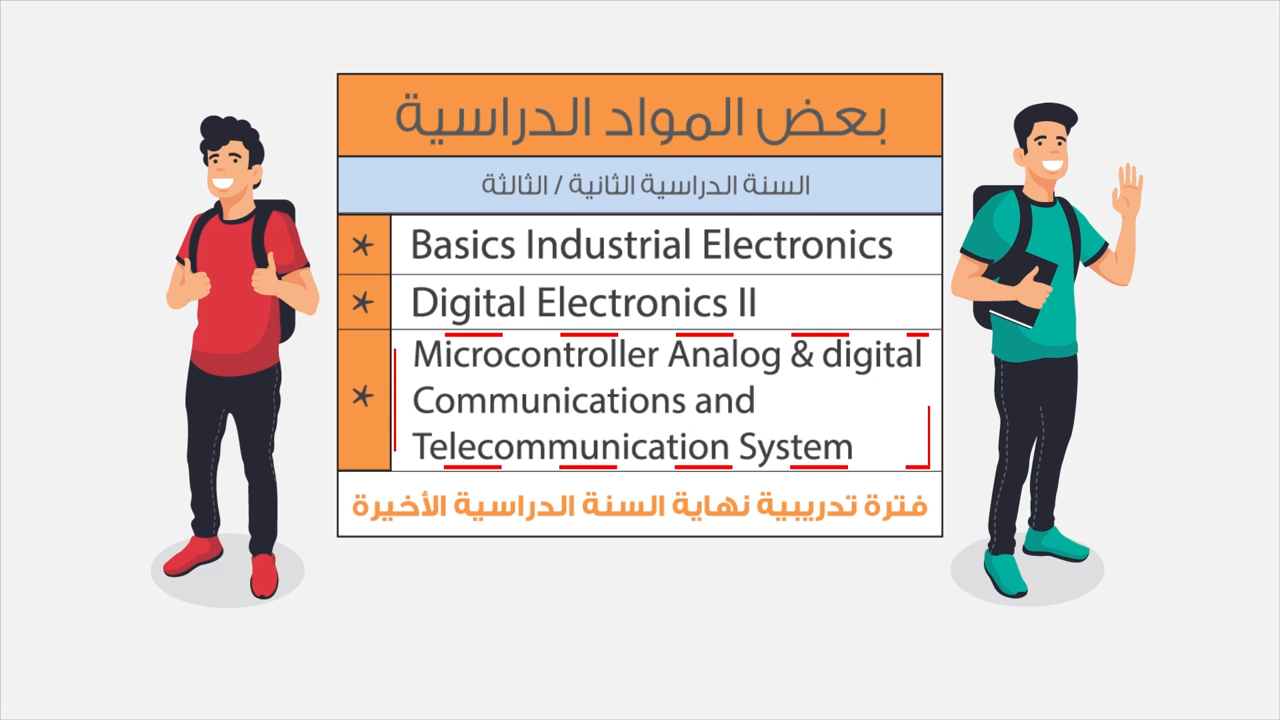 بعض المواد الدراسية
السنة الدراسية الثانية / الثالثة
* Basics Industrial Electronics
* Digital Electronics II
* Microcontroller Analog & digital
Communications and
Telecommunication System
فترة تدريبية نهاية السنة الدراسية الأخيرة